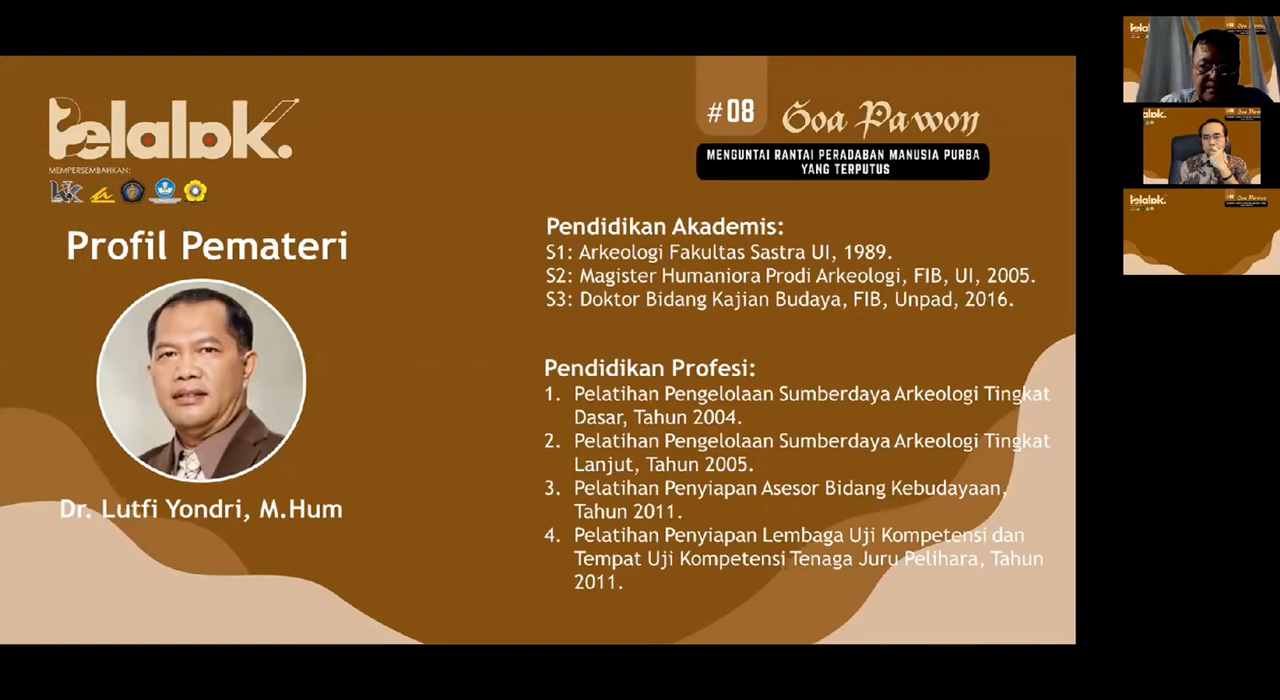 Pelalak.
MEMPERSEMBAHKAN:
#08 Goa Pawon
MENGUNTAI RANTAI PERADABAN MANUSIA PURBA
YANG TERPUTUS
Profil Pemateri
Dr. Lutfi Yondri, M.Hum
Pendidikan Akademis:
S1: Arkeologi Fakultas Sastra UI, 1989.
S2: Magister Humaniora Prodi Arkeologi, FIB, UI, 2005.
S3: Doktor Bidang Kajian Budaya, FIB, Unpad, 2016.
Pendidikan Profesi:
1. Pelatihan Pengelolaan Sumberdaya Arkeologi Tingkat
Dasar, Tahun 2004.
2. Pelatihan Pengelolaan Sumberdaya Arkeologi Tingkat
Lanjut, Tahun 2005.
3. Pelatihan Penyiapan Asesor Bidang Kebudayaan,
Tahun 2011.
4. Pelatihan Penyiapan Lembaga Uji Kompetensi dan
Tempat Uji Kompetensi Tenaga Juru Pelihara, Tahun
2011.